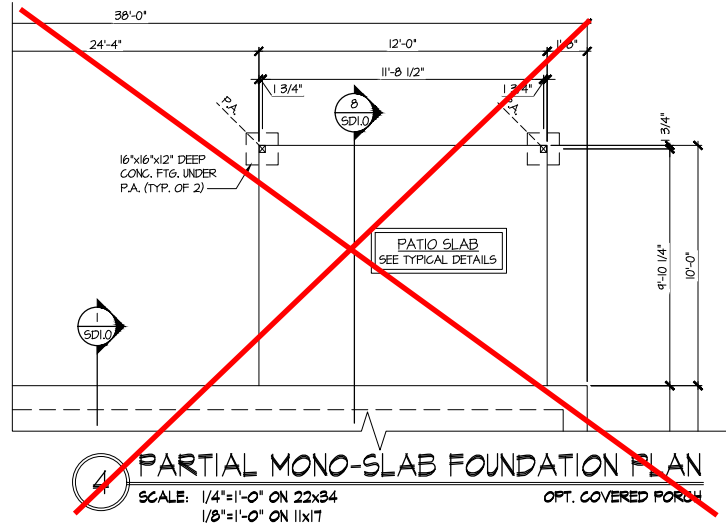 38'-0"
24'-4"
12'-0"
1'-8"
11'-8 1/2"
1 3/4"
1 3/4"
P.A.
P.A.
8
SD1.0
1 3/4"
16"x16"x12" DEEP
CONC. FTG. UNDER
P.A. (TYP. OF 2)
PATIO SLAB
SEE TYPICAL DETAILS
9'-10 1/4"
10'-0"
1
SD1.0
4
PARTIAL MONO-SLAB FOUNDATION PLAN
SCALE: 1/4"=1'-0" ON 22x34
OPT. COVERED PORCH
1/8"=1'-0" ON 11x17